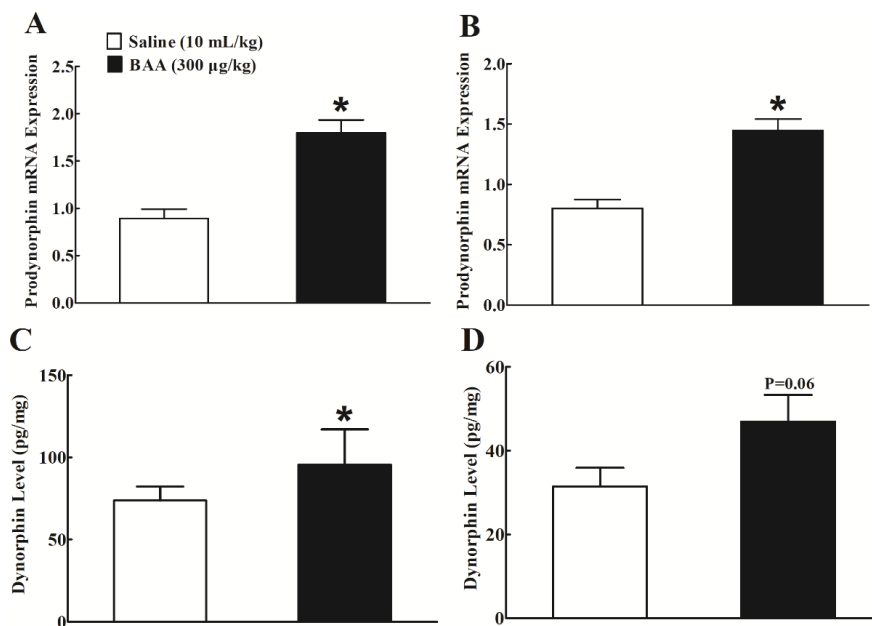 A
Saline (10 mL/kg)
BAA (300 µg/kg)
Prodynorphin mRNA Expression
2.5
2.0
1.5
1.0
0.5
0.0
*
B
Prodynorphin mRNA Expression
2.0
1.5
1.0
0.5
0.0
*
C
Dynorphin Level (pg/mg)
150
100
50
0
*
D
Dynorphin Level (pg/mg)
60
40
20
0
P=0.06